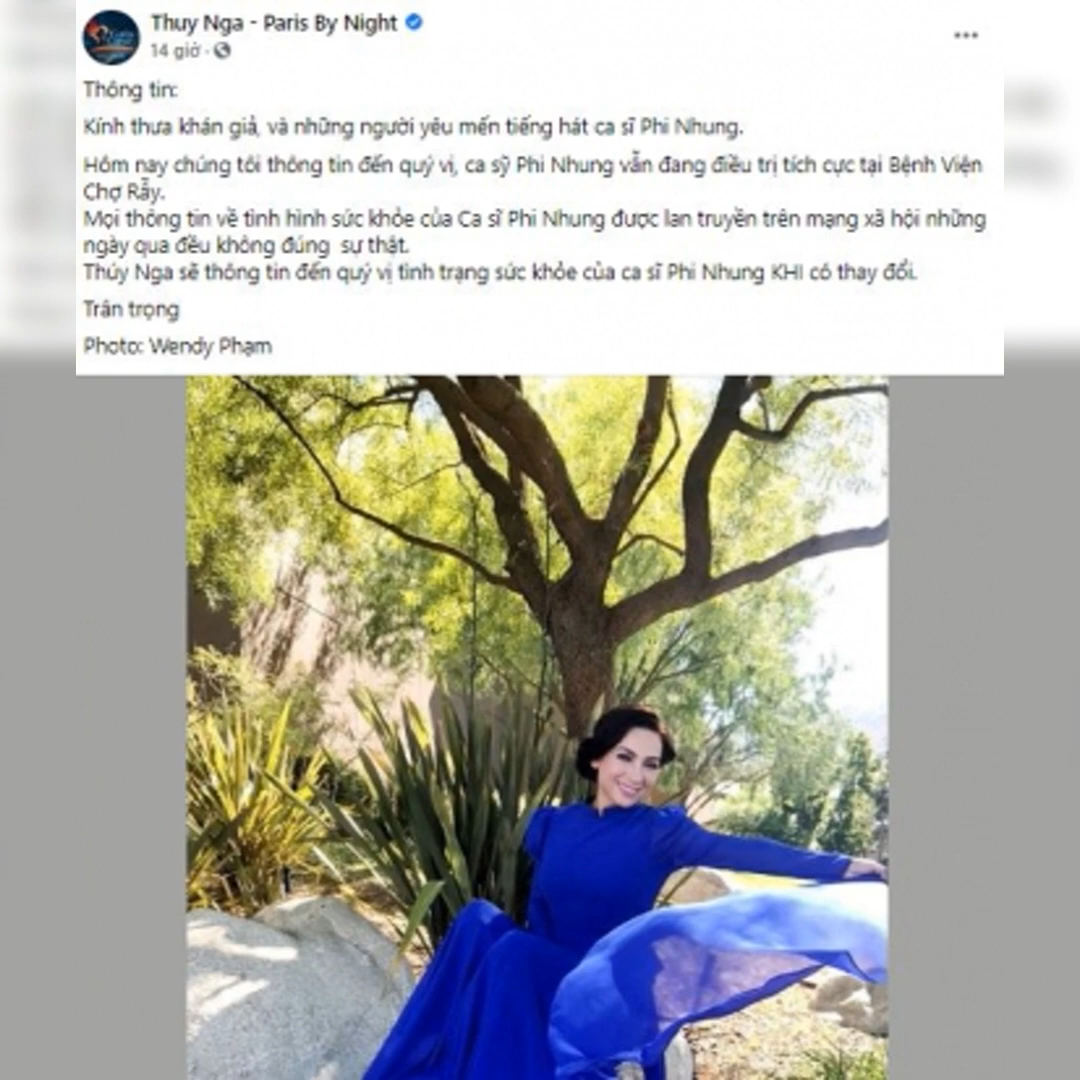 Thuy Nga - Paris By Night
14 giờ ·
Thông tin:
Kính thưa khán giả, và những người yêu mến tiếng hát ca sĩ Phi Nhung.
Hôm nay chúng tôi thông tin đến quý vị, ca sỹ Phi Nhung vẫn đang điều trị tích cực tại Bệnh Viện
Chợ Rẫy.
Mọi thông tin về tình hình sức khỏe của Ca sĩ Phi Nhung được lan truyền trên mạng xã hội những
ngày qua đều không đúng sự thật.
Thúy Nga sẽ thông tin đến quý vị tình trạng sức khỏe của ca sĩ Phi Nhung KHI có thay đổi.
Trân trọng
Photo: Wendy Phạm